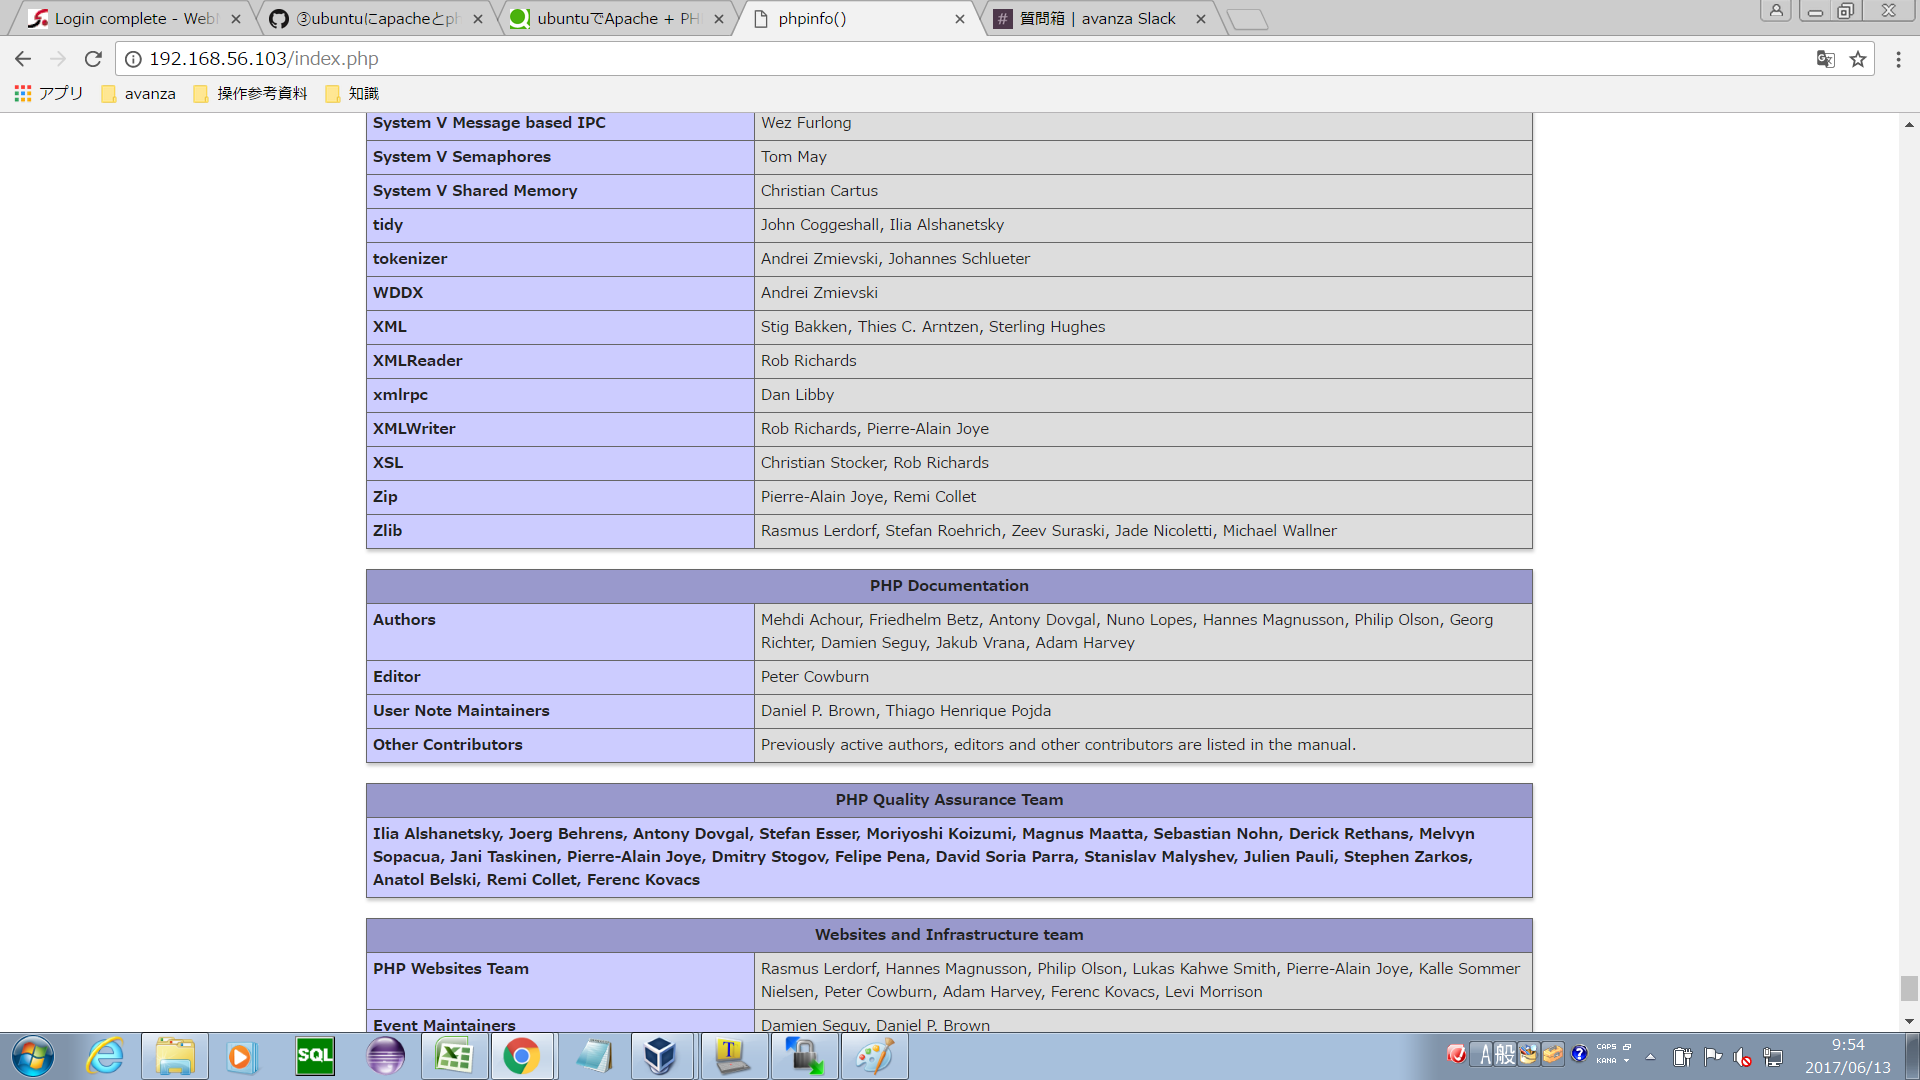 Login complete - WebM
③ubuntuにapacheとph
ubuntuでApache + PH
phpinfo()
質問箱 | avanza Slack
192.168.56.103/index.php
アプリ avanza 操作参考資料 知識
System V Message based IPC Wez Furlong
System V Semaphores Tom May
System V Shared Memory Christian Cartus
tidy John Coggeshall, Ilia Alshanetsky
tokenizer Andrei Zmievski, Johannes Schlueter
WDDX Andrei Zmievski
XML Stig Bakken, Thies C. Arntzen, Sterling Hughes
XMLReader Rob Richards
xmlrpc Dan Libby
XMLWriter Rob Richards, Pierre-Alain Joye
XSL Christian Stocker, Rob Richards
Zip Pierre-Alain Joye, Remi Collet
Zlib Rasmus Lerdorf, Stefan Roehrich, Zeev Suraski, Jade Nicoletti, Michael Wallner
PHP Documentation
Authors Mehdi Achour, Friedhelm Betz, Antony Dovgal, Nuno Lopes, Hannes Magnusson, Philip Olson, Georg
Richter, Damien Seguy, Jakub Vrana, Adam Harvey
Editor Peter Cowburn
User Note Maintainers Daniel P. Brown, Thiago Henrique Pojda
Other Contributors Previously active authors, editors and other contributors are listed in the manual.
PHP Quality Assurance Team
Ilia Alshanetsky, Joerg Behrens, Antony Dovgal, Stefan Esser, Moriyoshi Koizumi, Magnus Maatta, Sebastian Nohn, Derick Rethans, Melvyn
Sopacua, Jani Taskinen, Pierre-Alain Joye, Dmitry Stogov, Felipe Pena, David Soria Parra, Stanislav Malyshev, Julien Pauli, Stephen Zarkos,
Anatol Belski, Remi Collet, Ferenc Kovacs
Websites and Infrastructure team
PHP Websites Team Rasmus Lerdorf, Hannes Magnusson, Philip Olson, Lukas Kahwe Smith, Pierre-Alain Joye, Kalle Sommer
Nielsen, Peter Cowburn, Adam Harvey, Ferenc Kovacs, Levi Morrison
Event Maintainers Damien Seguy, Daniel P. Brown
SQL
A 般
CAPS
KANA
9:54
2017/06/13